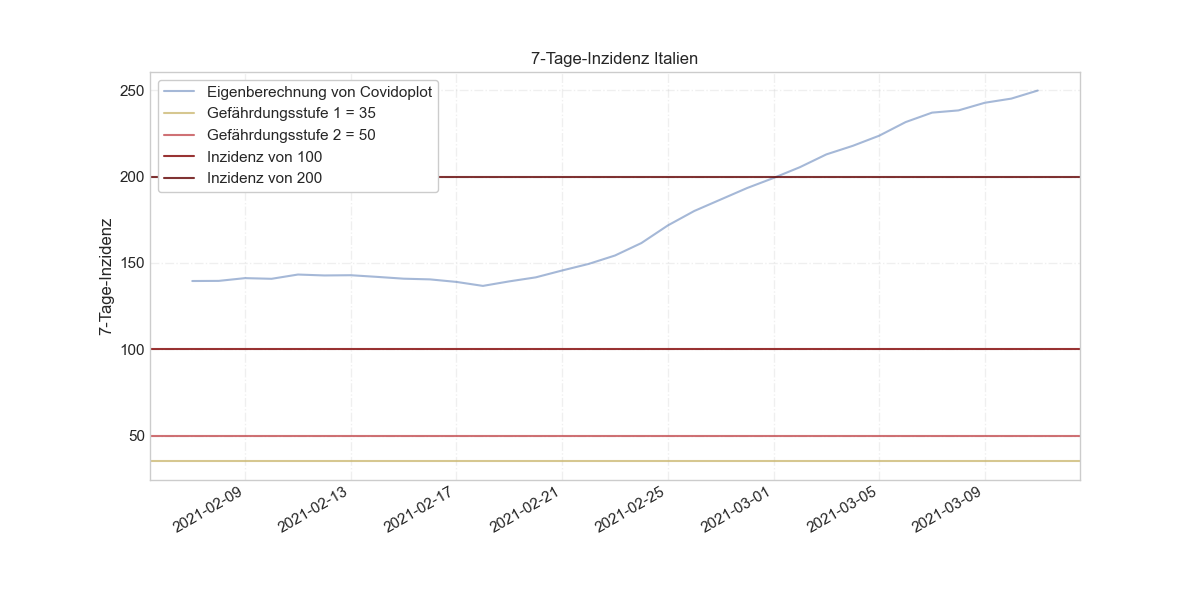 7-Tage-Inzidenz Italien
Eigenberechnung von Covidoplot
Gefährdungsstufe 1 = 35
Gefährdungsstufe 2 = 50
Inzidenz von 100
Inzidenz von 200
7-Tage-Inzidenz
250
200
150
100
50
2021-02-09
2021-02-13
2021-02-17
2021-02-21
2021-02-25
2021-03-01
2021-03-05
2021-03-09